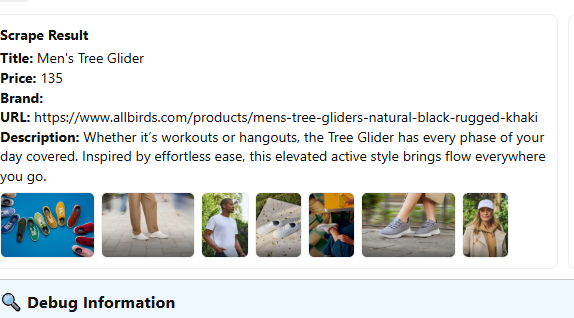 Scrape Result
Title: Men's Tree Glider
Price: 135
Brand:
URL: https://www.allbirds.com/products/mens-tree-gliders-natural-black-rugged-khaki
Description: Whether it’s workouts or hangouts, the Tree Glider has every phase of your
day covered. Inspired by effortless ease, this elevated active style brings flow everywhere
you go.
🔍 Debug Information